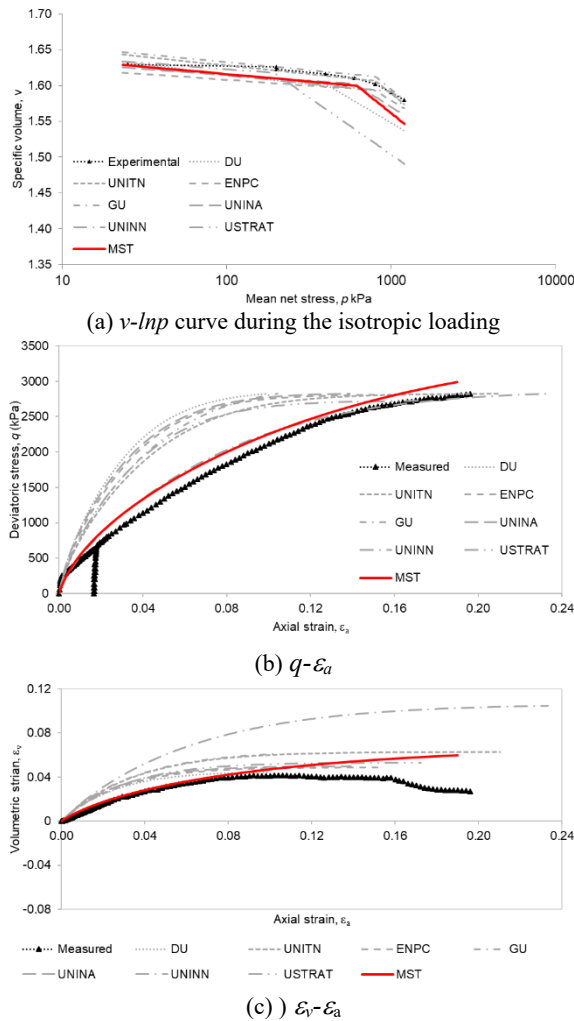 1.70
1.65
1.60
1.55
1.50
1.45
1.40
1.35
Specific volume, v
Experimental DU
UNITN ENPC
GU UNINA
UNINN USTRAT
MST
10 100 1000 10000
Mean net stress, p kPa
(a) v-lnp curve during the isotropic loading
3500
3000
2500
2000
1500
1000
500
0
Deviatoric stress, q (kPa)
Measured DU
UNITN ENPC
GU UNINA
UNINN USTRAT
MST
0.00 0.04 0.08 0.12 0.16 0.20 0.24
Axial strain, εa
(b) q-εa
0.12
0.08
0.04
0
-0.04
-0.08
Volumetric strian, εv
0.00 0.04 0.08 0.12 0.16 0.20 0.24
Axial strain, εa
Measured DU UNITN ENPC GU
UNINA UNINN USTRAT MST
(c) ) εv-εa